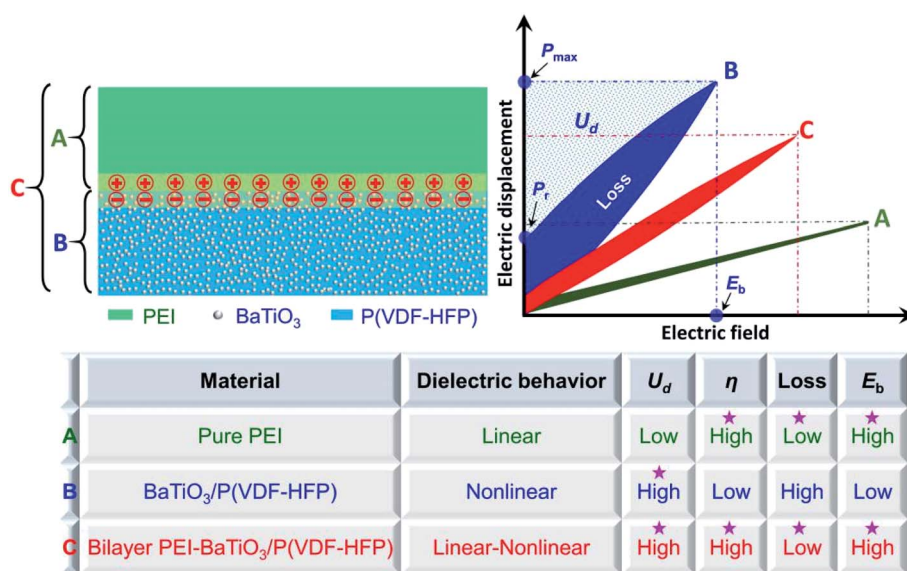 A
C
B
PEI BaTiO₃ P(VDF-HFP)
Electric displacement
Pmax
B
Ud
C
Pr
Loss
A
Eb
Electric field
Material Dielectric behavior Ud η Loss Eb
A Pure PEI Linear Low High Low High
B BaTiO₃/P(VDF-HFP) Nonlinear High Low High Low
C Bilayer PEI-BaTiO₃/P(VDF-HFP) Linear-Nonlinear High High Low High